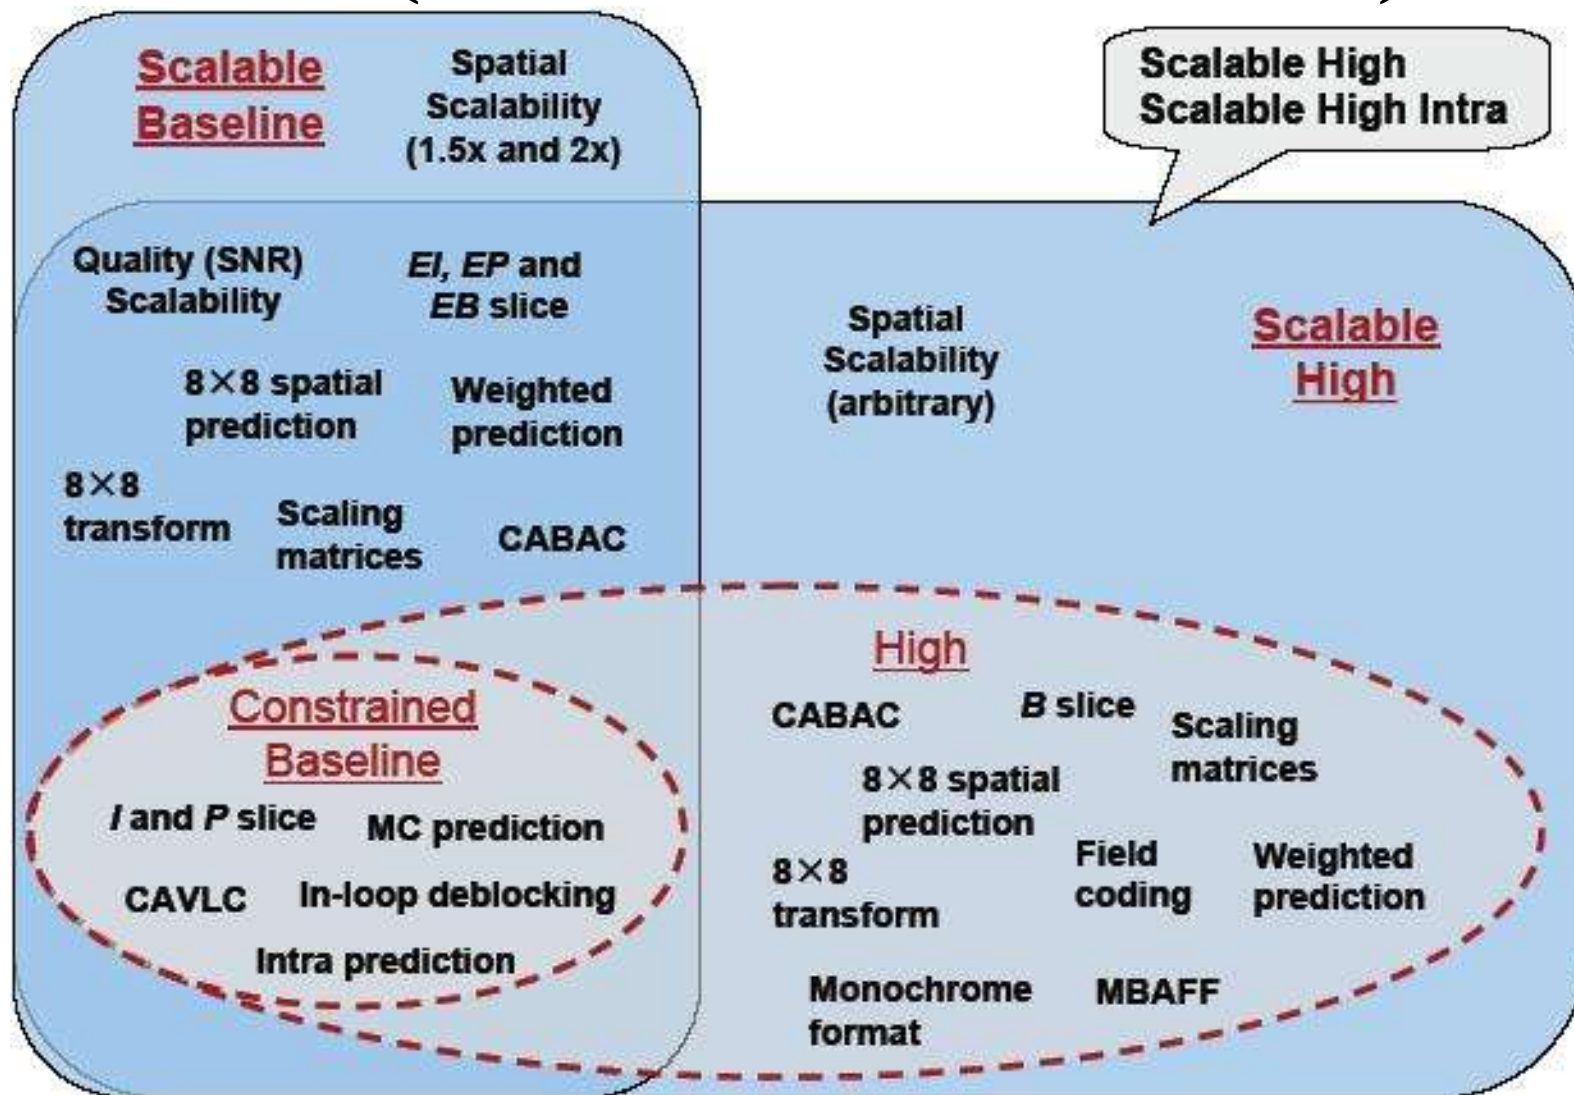 Scalable
Baseline
Spatial
Scalability
(1.5x and 2x)
Scalable High
Scalable High Intra
Quality (SNR)
Scalability
EI, EP and
EB slice
8×8 spatial
prediction
Weighted
prediction
8×8
transform
Scaling
matrices
CABAC
Spatial
Scalability
(arbitrary)
Scalable
High
Constrained
Baseline
I and P slice
MC prediction
CAVLC
In-loop deblocking
Intra prediction
High
CABAC
B slice
Scaling
matrices
8×8 spatial
prediction
8×8
transform
Field
coding
Weighted
prediction
Monochrome
format
MBAFF